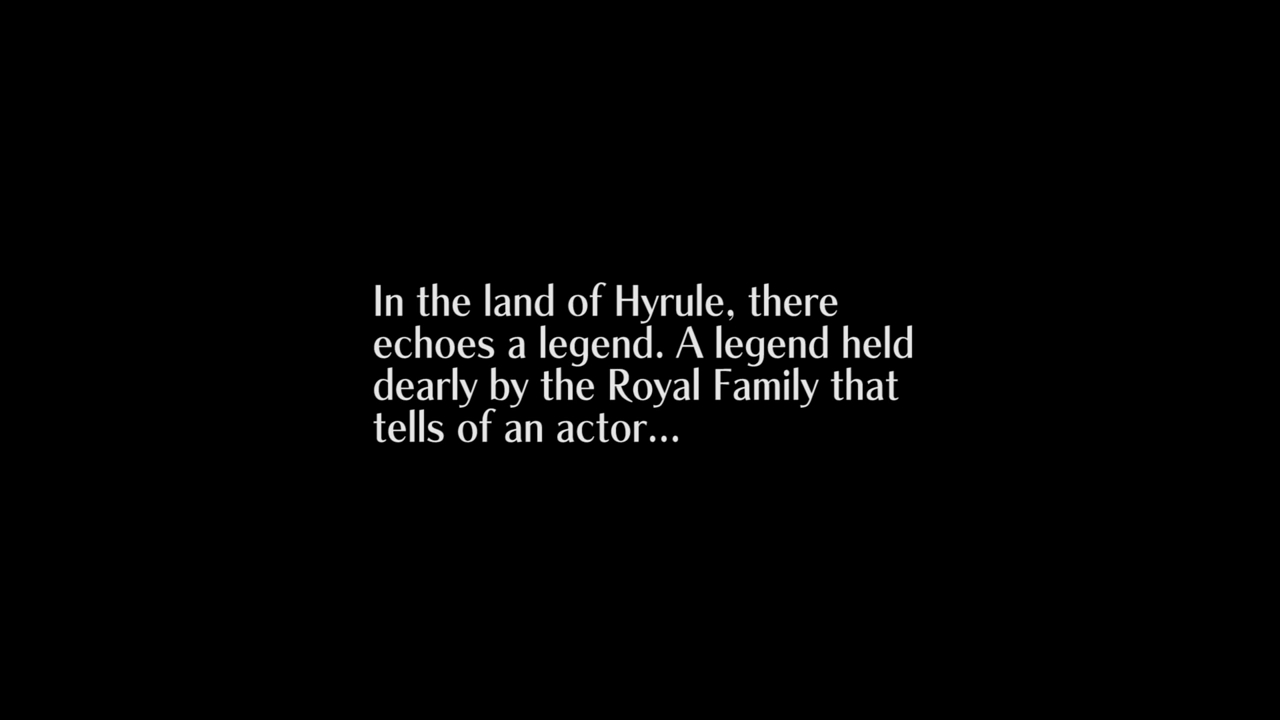 In the land of Hyrule, there
echoes a legend. A legend held
dearly by the Royal Family that
tells of an actor...